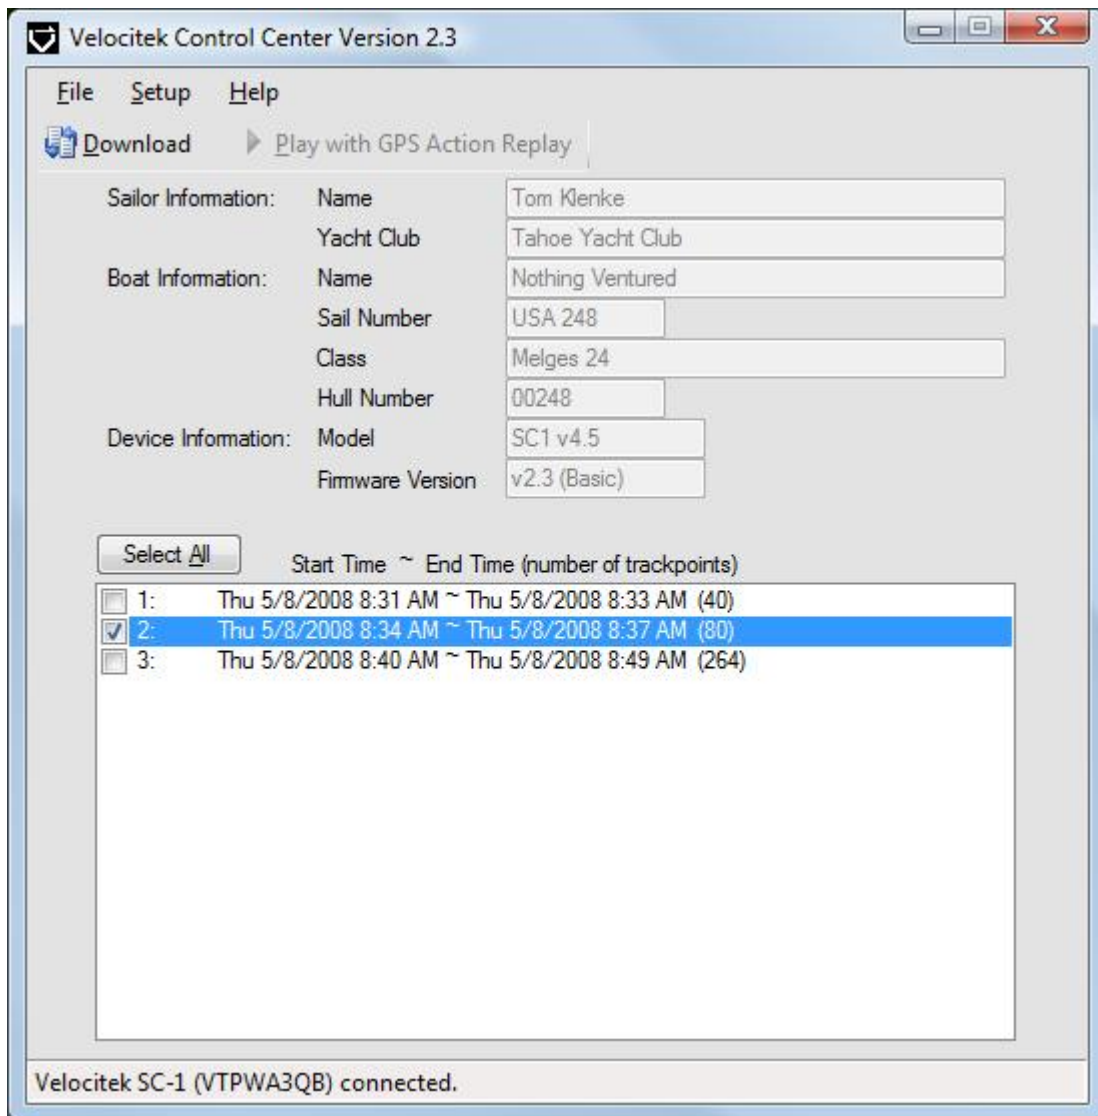 Velocitek Control Center Version 2.3
File Setup Help
Download Play with GPS Action Replay
Sailor Information: Name Tom Klenke
Yacht Club Tahoe Yacht Club
Boat Information: Name Nothing Ventured
Sail Number USA 248
Class Melges 24
Hull Number 00248
Device Information: Model SC1 v4.5
Firmware Version v2.3 (Basic)
Select All Start Time ~ End Time (number of trackpoints)
1: Thu 5/8/2008 8:31 AM ~ Thu 5/8/2008 8:33 AM (40)
2: Thu 5/8/2008 8:34 AM ~ Thu 5/8/2008 8:37 AM (80)
3: Thu 5/8/2008 8:40 AM ~ Thu 5/8/2008 8:49 AM (264)
Velocitek SC-1 (VTPWA3QB) connected.